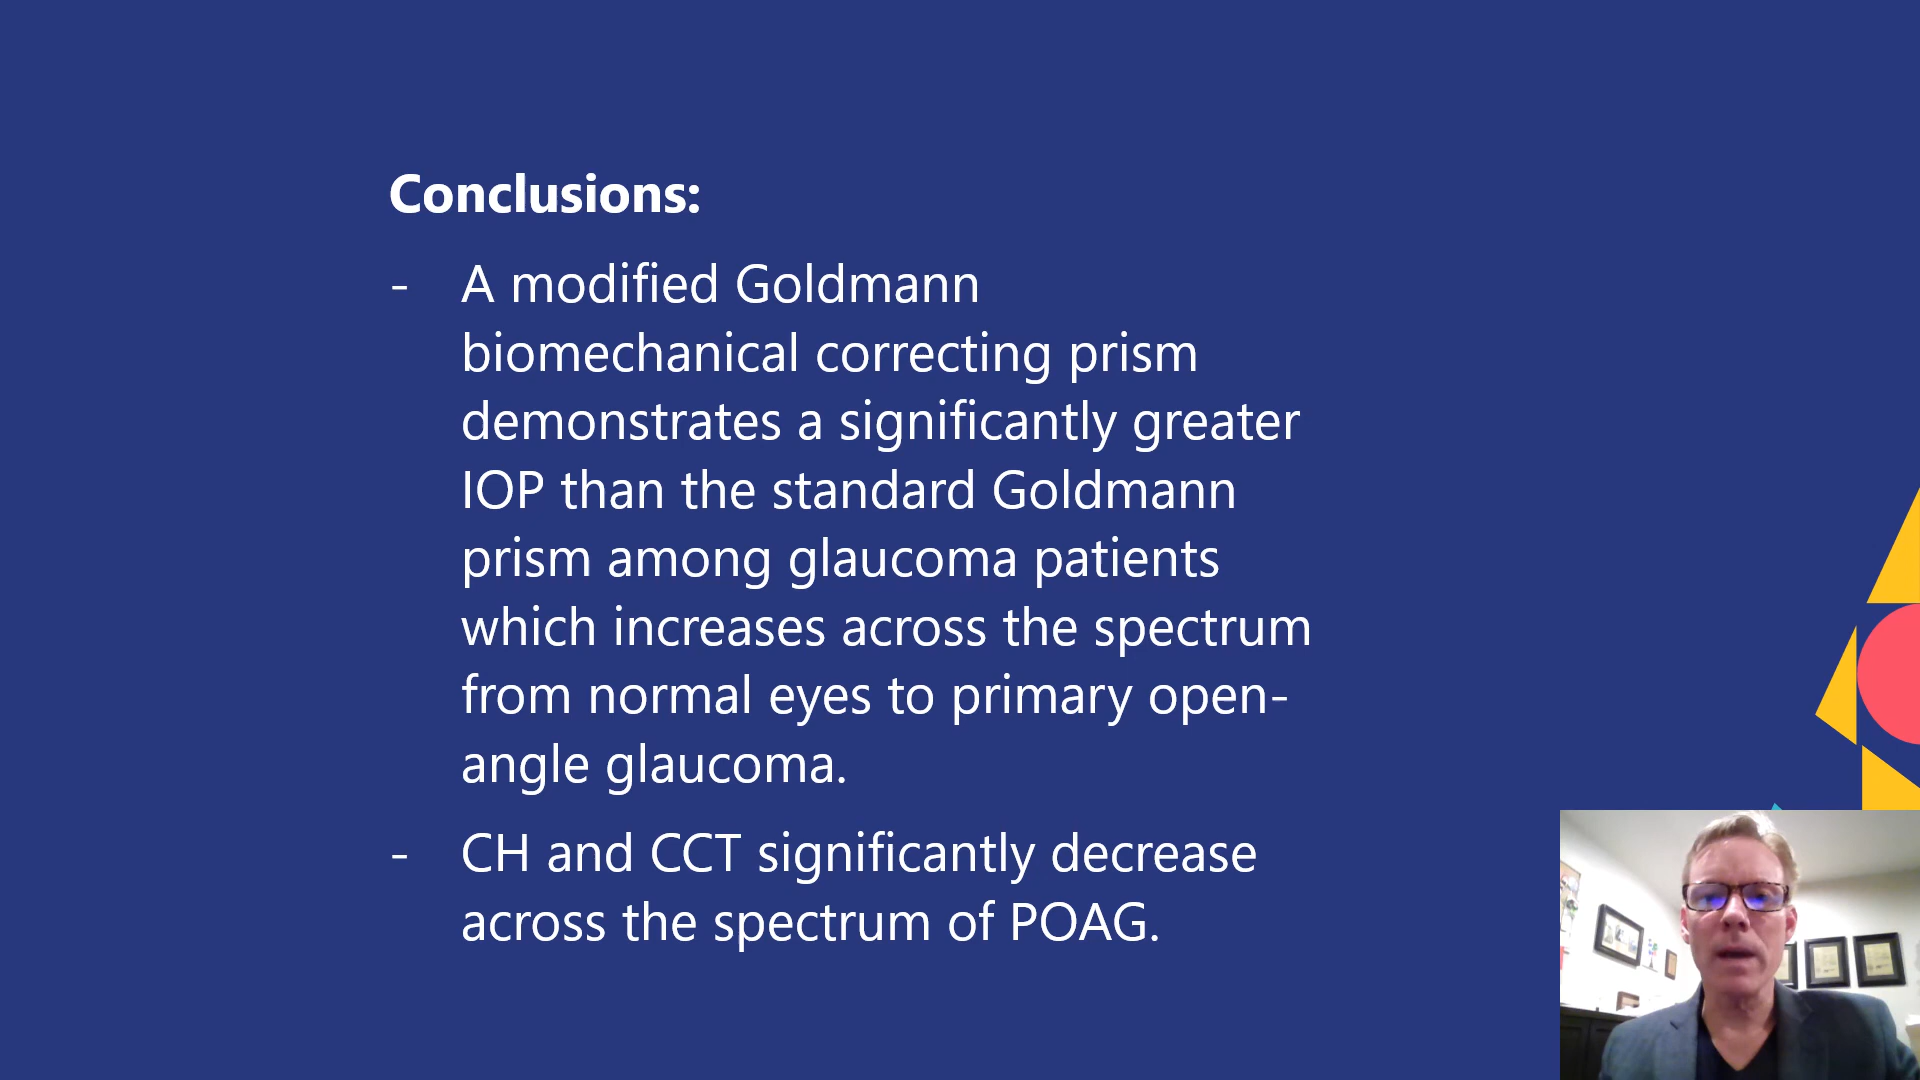 Conclusions:
- A modified Goldmann
biomechanical correcting prism
demonstrates a significantly greater
IOP than the standard Goldmann
prism among glaucoma patients
which increases across the spectrum
from normal eyes to primary open-
angle glaucoma.
- CH and CCT significantly decrease
across the spectrum of POAG.